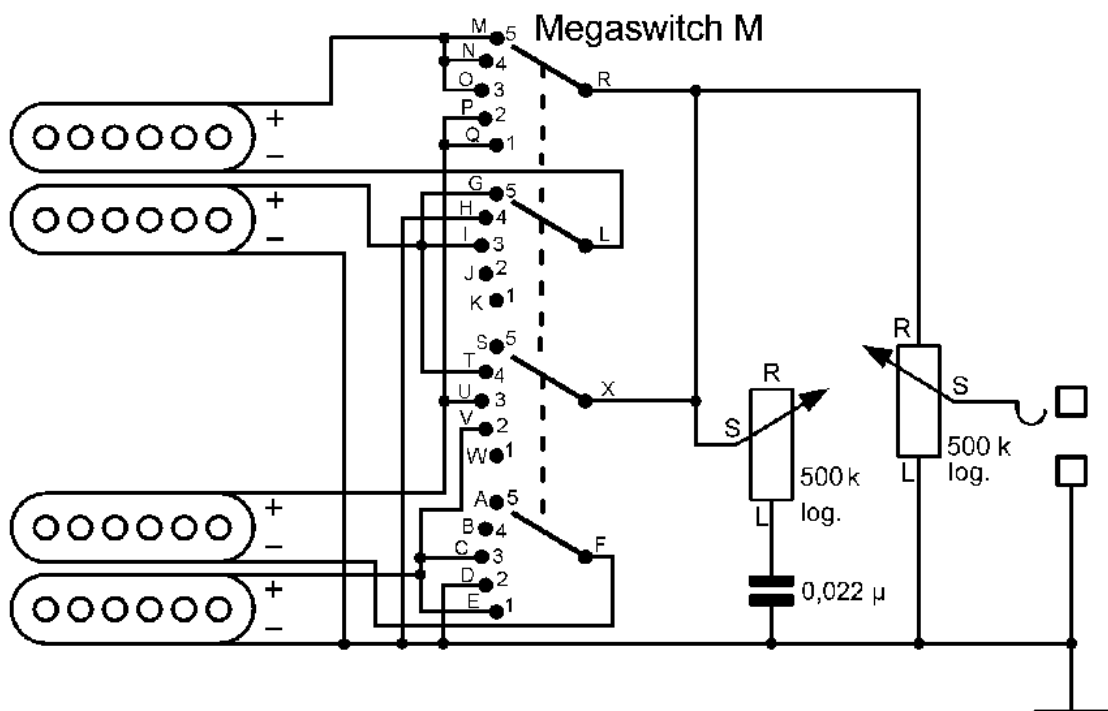 Megaswitch M
M 5
N 4
O 3 R
P 2
+ Q 1
−
+ G 5
H 4
− I 3 L
J 2
K 1
S 5
T 4 R R
U 3 X S S
V 2
W 1 500 k
L log.
A 5 500 k
+ B 4 log.
− C 3 F L
D 2
+ E 1 0,022 µ
−